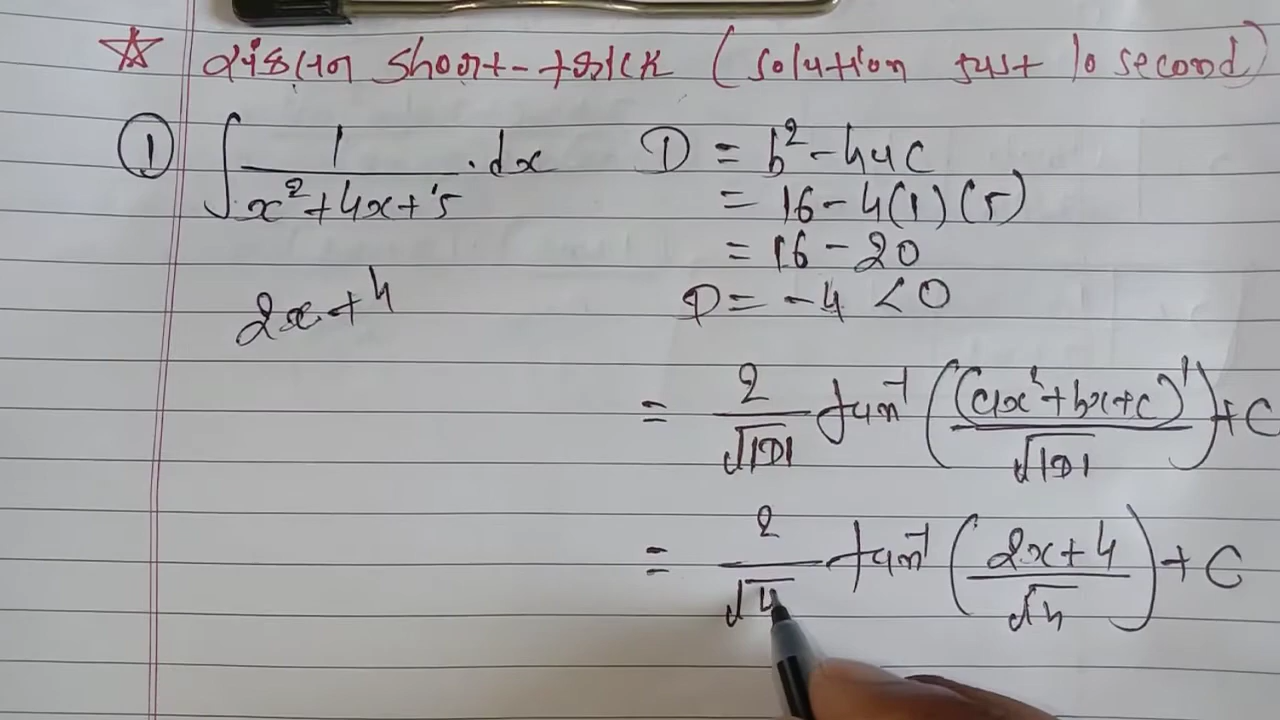 ☆ સંકલન short-trick (solution just 10 second)
① ∫ 1/(x²+4x+5) . dx
D = b² - 4ac
= 16 - 4(1)(5)
= 16 - 20
D = -4 < 0
2x+4
= 2/√|D| tan⁻¹ ((ax²+bx+c)'/√|D|) + C
= 2/√4 tan⁻¹ ((2x+4)/√4) + C